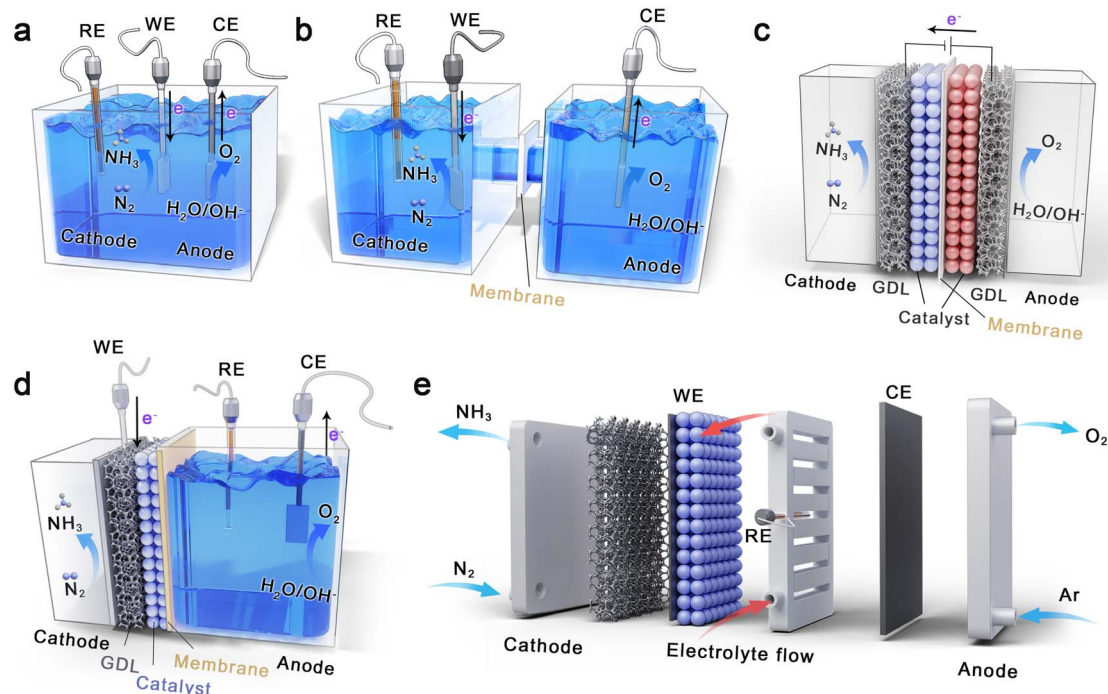 a
RE
WE
CE
e⁻
e⁻
NH₃
O₂
N₂
H₂O/OH⁻
Cathode
Anode
b
RE
WE
CE
e⁻
e⁻
NH₃
O₂
N₂
H₂O/OH⁻
Cathode
Anode
Membrane
c
e⁻
NH₃
O₂
N₂
H₂O/OH⁻
Cathode
GDL
GDL
Anode
Catalyst
Membrane
d
WE
RE
CE
e⁻
e⁻
NH₃
O₂
N₂
H₂O/OH⁻
Cathode
GDL
Membrane
Anode
Catalyst
e
NH₃
WE
CE
O₂
RE
N₂
Ar
Cathode
Electrolyte flow
Anode